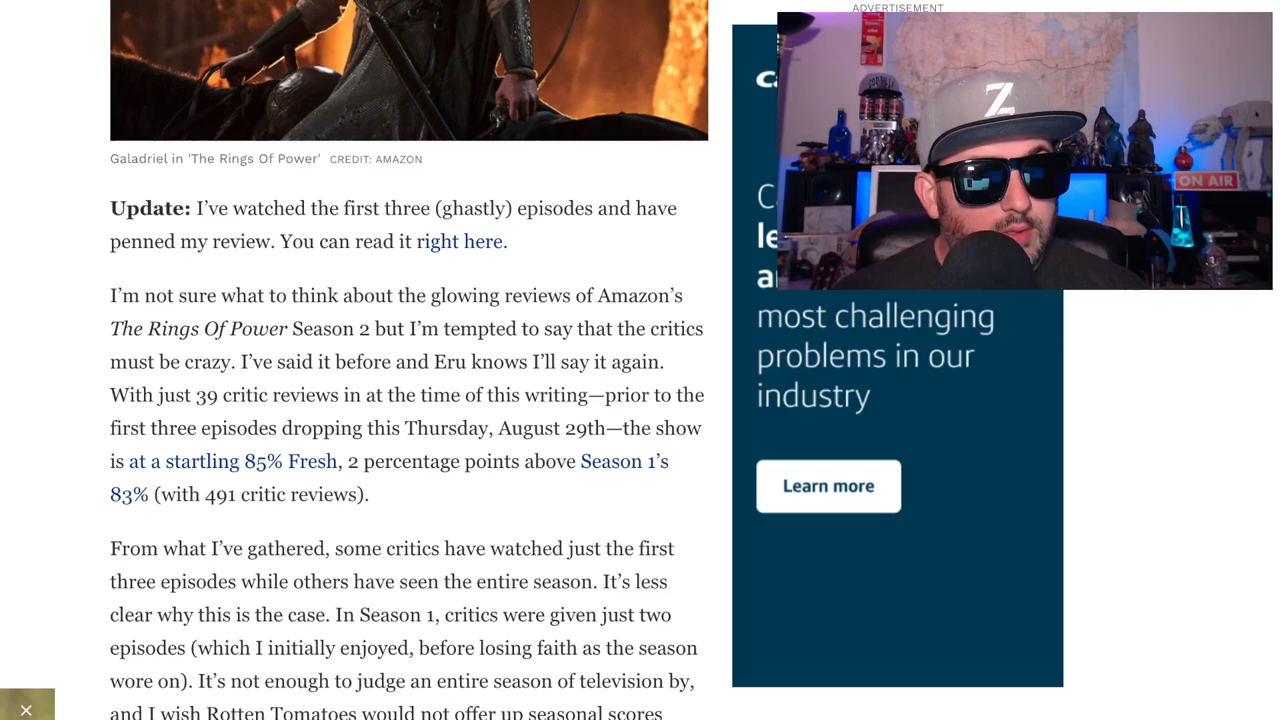 ADVERTISEMENT
Galadriel in 'The Rings Of Power' CREDIT: AMAZON
Update: I’ve watched the first three (ghastly) episodes and have
penned my review. You can read it right here.
I’m not sure what to think about the glowing reviews of Amazon’s
The Rings Of Power Season 2 but I’m tempted to say that the critics
must be crazy. I’ve said it before and Eru knows I’ll say it again.
With just 39 critic reviews in at the time of this writing—prior to the
first three episodes dropping this Thursday, August 29th—the show
is at a startling 85% Fresh, 2 percentage points above Season 1’s
83% (with 491 critic reviews).
From what I’ve gathered, some critics have watched just the first
three episodes while others have seen the entire season. It’s less
clear why this is the case. In Season 1, critics were given just two
episodes (which I initially enjoyed, before losing faith as the season
wore on). It’s not enough to judge an entire season of television by,
and I wish Rotten Tomatoes would not offer up seasonal scores
most challenging
problems in our
industry
Learn more
Z
ON AIR